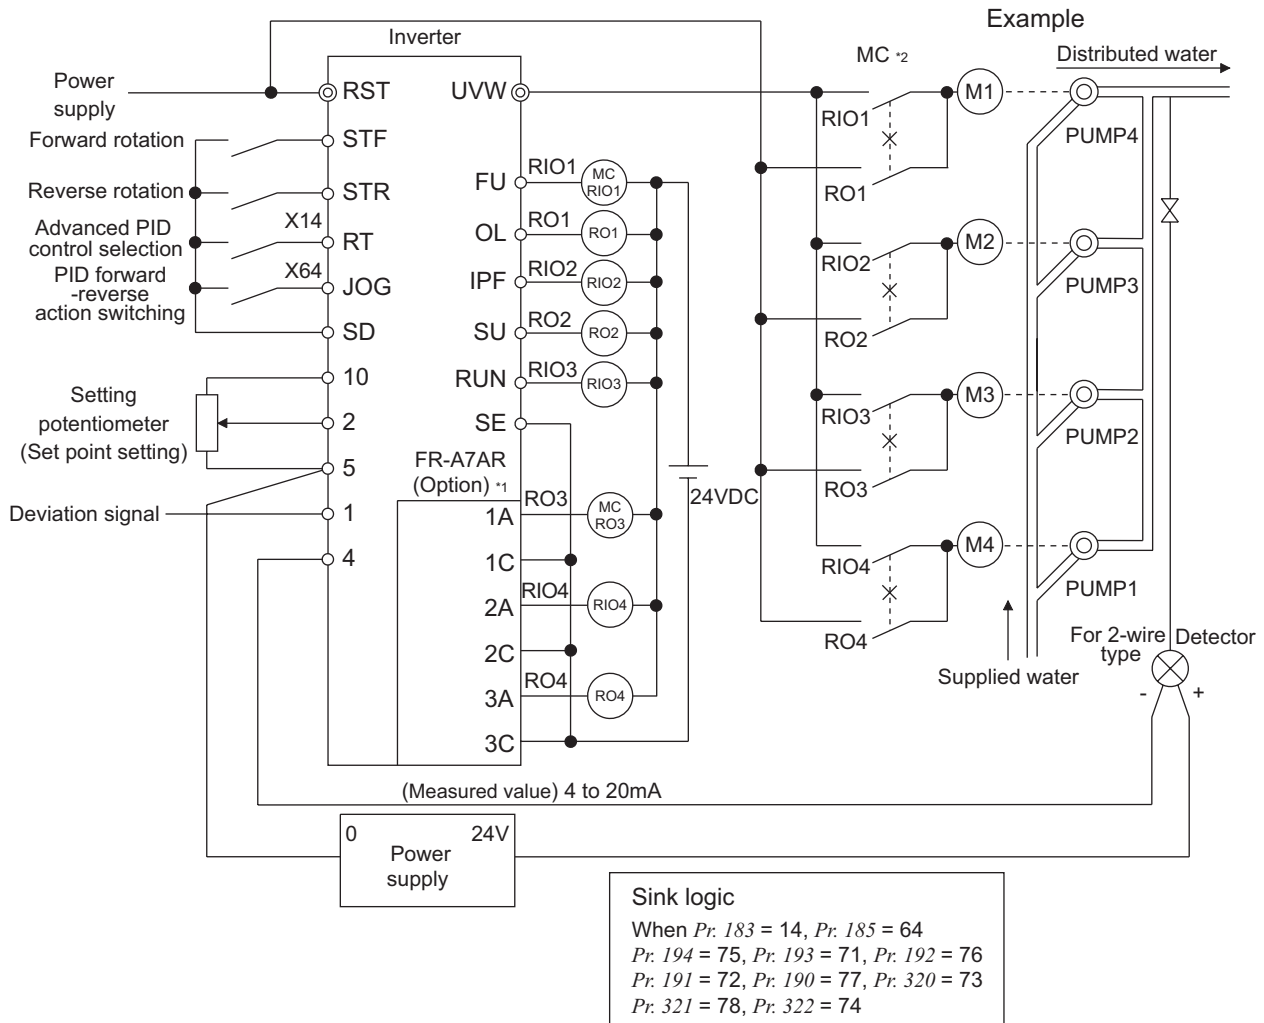 Example
Inverter
MC *2
Distributed water
Power
supply
RST
UVW
M1
RIO1
PUMP4
Forward rotation
STF
RO1
FU
RIO1
MC
RIO1
Reverse rotation
STR
X14
Advanced PID
control selection
RT
OL
RO1
RO1
M2
RIO2
X64
PID forward
-reverse
action switching
JOG
IPF
RIO2
RIO2
PUMP3
SD
SU
RO2
RO2
RO2
10
RUN
RIO3
RIO3
Setting
potentiometer
(Set point setting)
2
SE
M3
RIO3
PUMP2
5
FR-A7AR
(Option) *1
24VDC
RO3
Deviation signal
1
1A
RO3
MC
RO3
4
1C
M4
RIO4
PUMP1
2A
RIO4
RIO4
2C
RO4
For 2-wire
type
Detector
Supplied water
3A
RO4
RO4
-
+
3C
(Measured value) 4 to 20mA
0
24V
Power
supply
Sink logic
When Pr. 183 = 14, Pr. 185 = 64
Pr. 194 = 75, Pr. 193 = 71, Pr. 192 = 76
Pr. 191 = 72, Pr. 190 = 77, Pr. 320 = 73
Pr. 321 = 78, Pr. 322 = 74